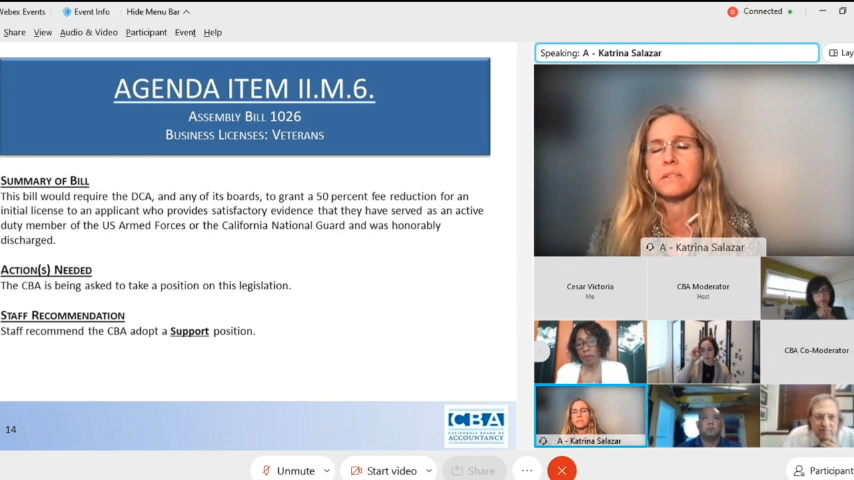 Webex Events
Event Info
Hide Menu Bar
Connected
Share View Audio & Video Participant Event Help
AGENDA ITEM II.M.6.
ASSEMBLY BILL 1026
BUSINESS LICENSES: VETERANS
SUMMARY OF BILL
This bill would require the DCA, and any of its boards, to grant a 50 percent fee reduction for an
initial license to an applicant who provides satisfactory evidence that they have served as an active
duty member of the US Armed Forces or the California National Guard and was honorably
discharged.
ACTION(S) NEEDED
The CBA is being asked to take a position on this legislation.
STAFF RECOMMENDATION
Staff recommend the CBA adopt a Support position.
14
CBA
CALIFORNIA BOARD OF
ACCOUNTANCY
Speaking: A - Katrina Salazar
Lay
A - Katrina Salazar
Cesar Victoria
Me
CBA Moderator
Host
CBA Co-Moderator
A - Katrina Salazar
Unmute
Start video
Share
Participant